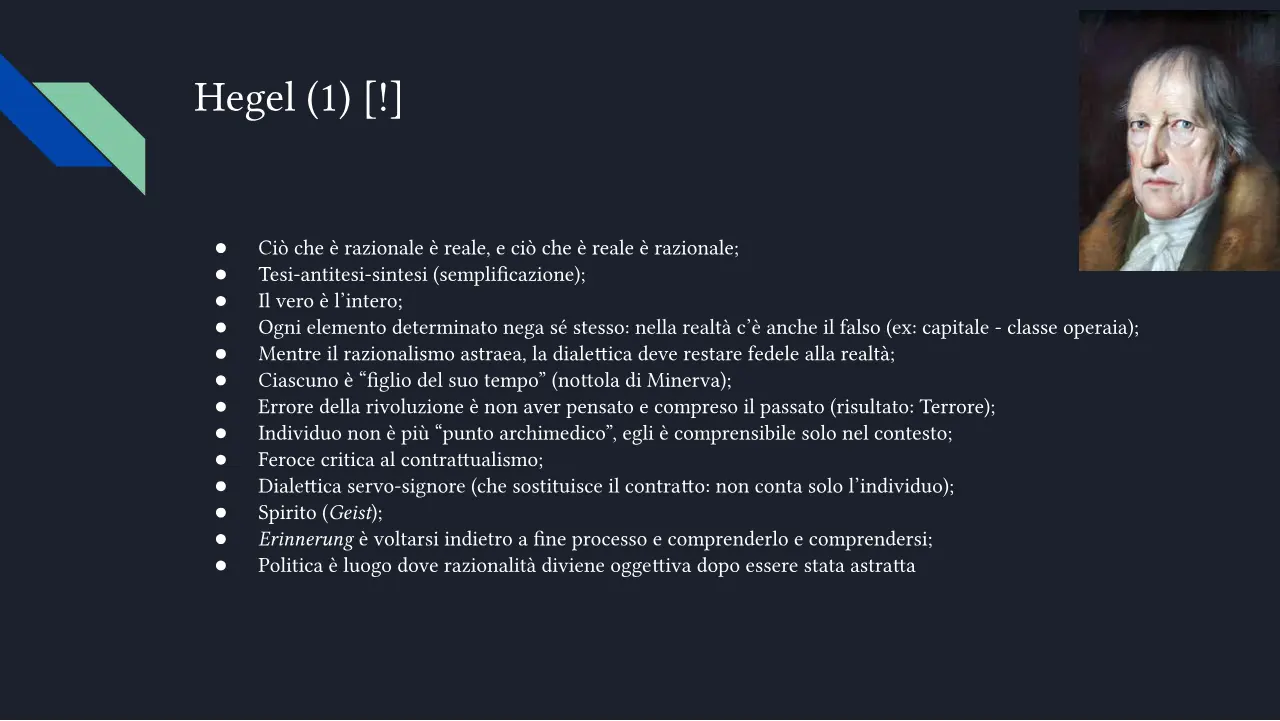 Hegel (1) [!]
● Ciò che è razionale è reale, e ciò che è reale è razionale;
● Tesi-antitesi-sintesi (semplificazione);
● Il vero è l’intero;
● Ogni elemento determinato nega sé stesso: nella realtà c’è anche il falso (ex: capitale - classe operaia);
● Mentre il razionalismo astraea, la dialettica deve restare fedele alla realtà;
● Ciascuno è “figlio del suo tempo” (nottola di Minerva);
● Errore della rivoluzione è non aver pensato e compreso il passato (risultato: Terrore);
● Individuo non è più “punto archimedico”, egli è comprensibile solo nel contesto;
● Feroce critica al contrattualismo;
● Dialettica servo-signore (che sostituisce il contratto: non conta solo l’individuo);
● Spirito (Geist);
● Erinnerung è voltarsi indietro a fine processo e comprenderlo e comprendersi;
● Politica è luogo dove razionalità diviene oggettiva dopo essere stata astratta